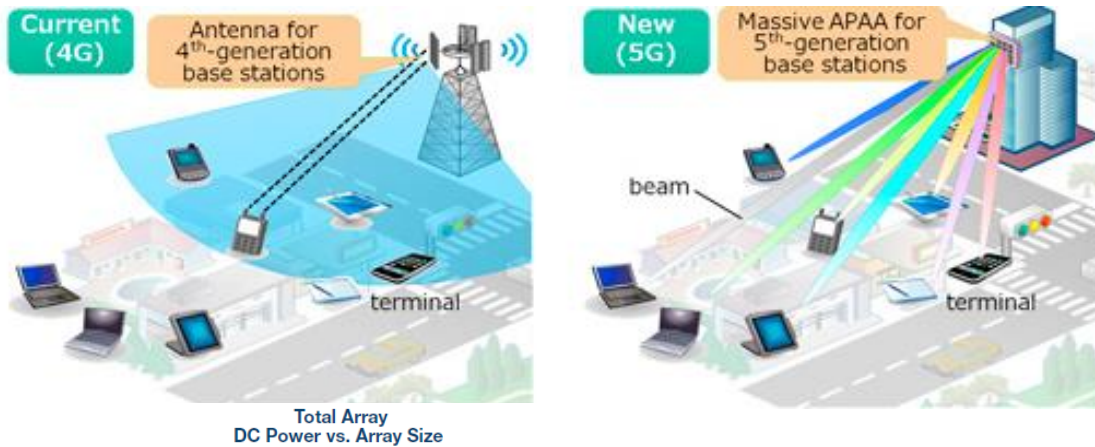 Current
(4G)
Antenna for
4th-generation
base stations
terminal
New
(5G)
Massive APAA for
5th-generation
base stations
beam
terminal
Total Array
DC Power vs. Array Size